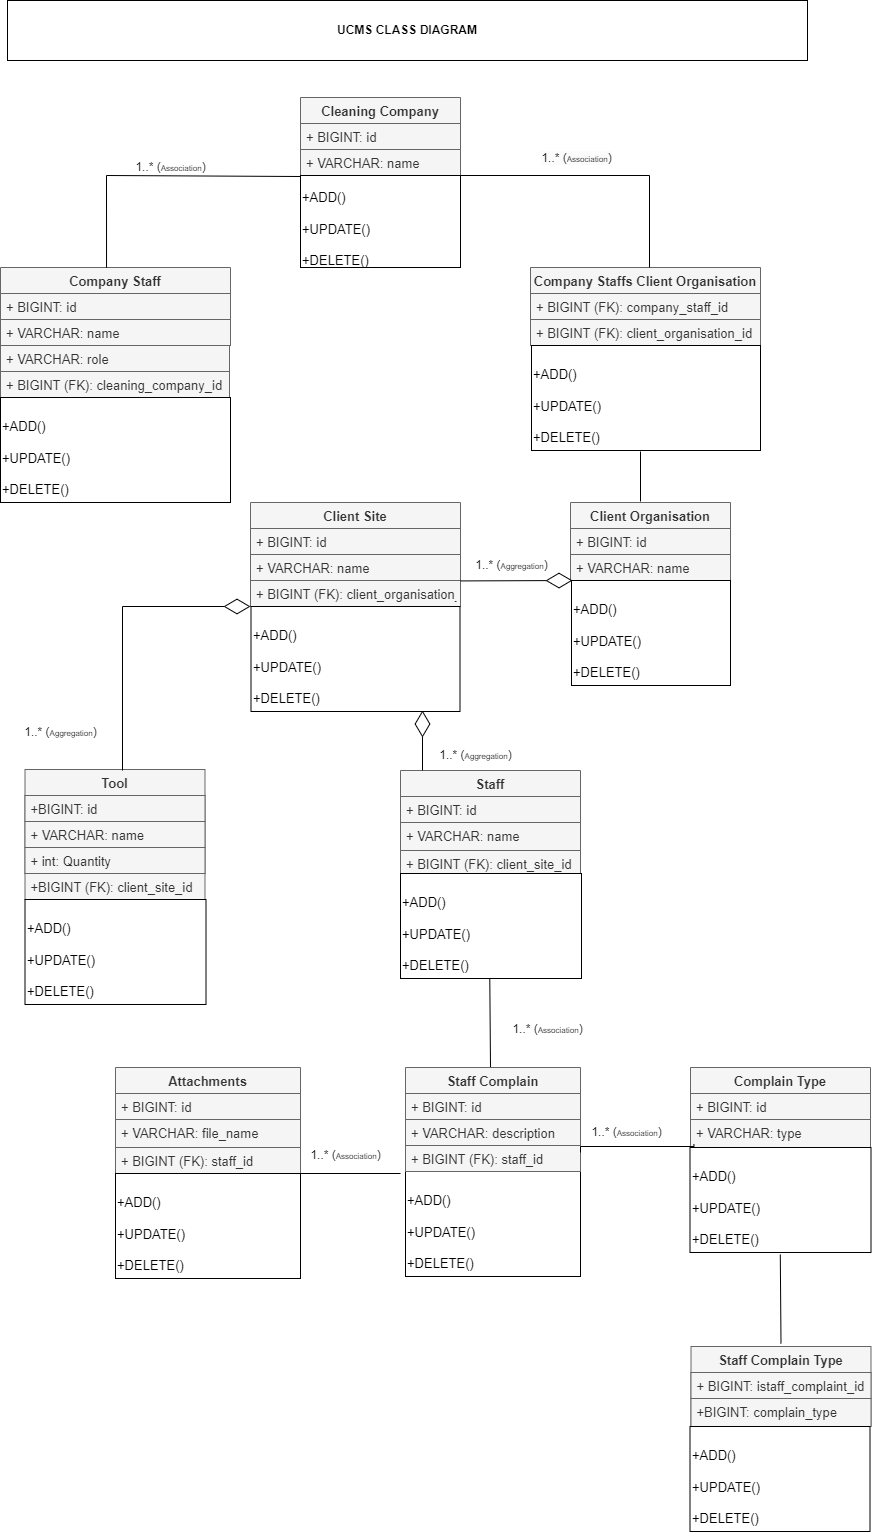 UCMS CLASS DIAGRAM
Cleaning Company
+ BIGINT: id
+ VARCHAR: name
+ADD()
+UPDATE()
+DELETE()
1..* (Association)
1..* (Association)
Company Staff
+ BIGINT: id
+ VARCHAR: name
+ VARCHAR: role
+ BIGINT (FK): cleaning_company_id
+ADD()
+UPDATE()
+DELETE()
Company Staffs Client Organisation
+ BIGINT (FK): company_staff_id
+ BIGINT (FK): client_organisation_id
+ADD()
+UPDATE()
+DELETE()
Client Site
+ BIGINT: id
+ VARCHAR: name
+ BIGINT (FK): client_organisation_
+ADD()
+UPDATE()
+DELETE()
1..* (Aggregation)
Client Organisation
+ BIGINT: id
+ VARCHAR: name
+ADD()
+UPDATE()
+DELETE()
1..* (Aggregation)
1..* (Aggregation)
Tool
+BIGINT: id
+ VARCHAR: name
+ int: Quantity
+BIGINT (FK): client_site_id
+ADD()
+UPDATE()
+DELETE()
Staff
+ BIGINT: id
+ VARCHAR: name
+ BIGINT (FK): client_site_id
+ADD()
+UPDATE()
+DELETE()
1..* (Association)
Attachments
+ BIGINT: id
+ VARCHAR: file_name
+ BIGINT (FK): staff_id
+ADD()
+UPDATE()
+DELETE()
1..* (Association)
Staff Complain
+ BIGINT: id
+ VARCHAR: description
+ BIGINT (FK): staff_id
+ADD()
+UPDATE()
+DELETE()
1..* (Association)
Complain Type
+ BIGINT: id
+ VARCHAR: type
+ADD()
+UPDATE()
+DELETE()
Staff Complain Type
+ BIGINT: istaff_complaint_id
+BIGINT: complain_type
+ADD()
+UPDATE()
+DELETE()